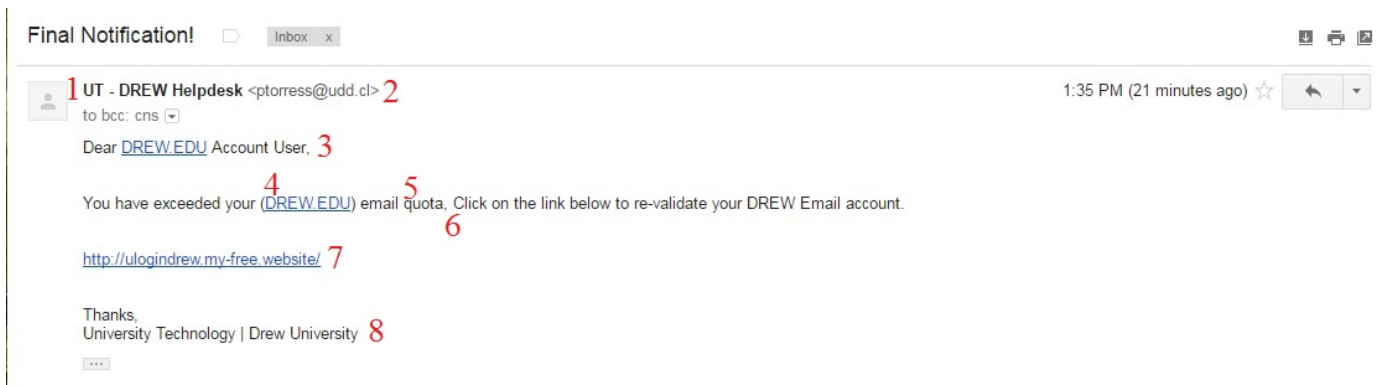 Final Notification! Inbox x
1 UT - DREW Helpdesk <ptorress@udd.cl> 2 1:35 PM (21 minutes ago)
to bcc: cns
Dear DREW.EDU Account User, 3
4 5
You have exceeded your (DREW.EDU) email quota, Click on the link below to re-validate your DREW Email account.
6
http://ulogindrew.my-free.website/ 7
Thanks,
University Technology | Drew University 8
...